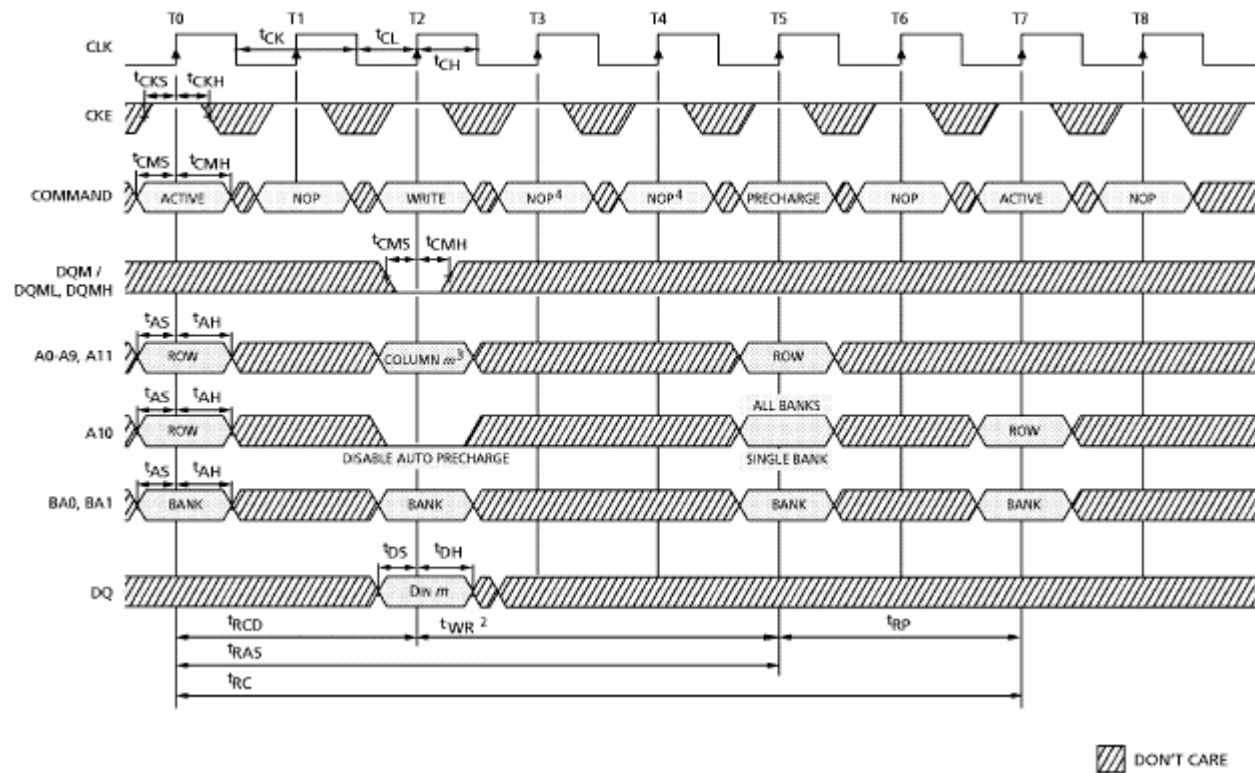 T0 T1 T2 T3 T4 T5 T6 T7 T8
CLK
tCK tCL tCH
tCKS tCKH
CKE
tCMS tCMH
COMMAND ACTIVE NOP WRITE NOP4 NOP4 PRECHARGE NOP ACTIVE NOP
tCMS tCMH
DQM /
DQML, DQMH
tAS tAH
A0-A9, A11 ROW COLUMN m3 ROW
tAS tAH
ALL BANKS
A10 ROW ROW
DISABLE AUTO PRECHARGE SINGLE BANK
tAS tAH
BA0, BA1 BANK BANK BANK BANK
tDS tDH
DQ DIN m
tRCD tWR 2 tRP
tRAS
tRC
DON'T CARE